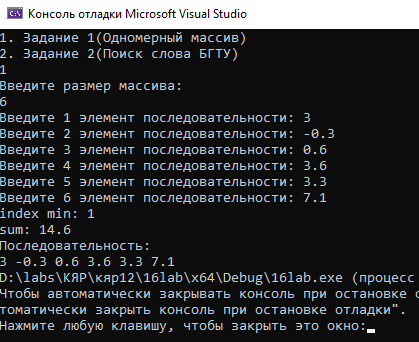 Консоль отладки Microsoft Visual Studio
1. Задание 1(Одномерный массив)
2. Задание 2(Поиск слова БГТУ)
1
Введите размер массива:
6
Введите 1 элемент последовательности: 3
Введите 2 элемент последовательности: -0.3
Введите 3 элемент последовательности: 0.6
Введите 4 элемент последовательности: 3.6
Введите 5 элемент последовательности: 3.3
Введите 6 элемент последовательности: 7.1
index min: 1
sum: 14.6
Последовательность:
3 -0.3 0.6 3.6 3.3 7.1
D:\labs\КЯР\кяр12\16lab\x64\Debug\16lab.exe (процесс
Чтобы автоматически закрывать консоль при остановке
томатически закрыть консоль при остановке отладки".
Нажмите любую клавишу, чтобы закрыть это окно: